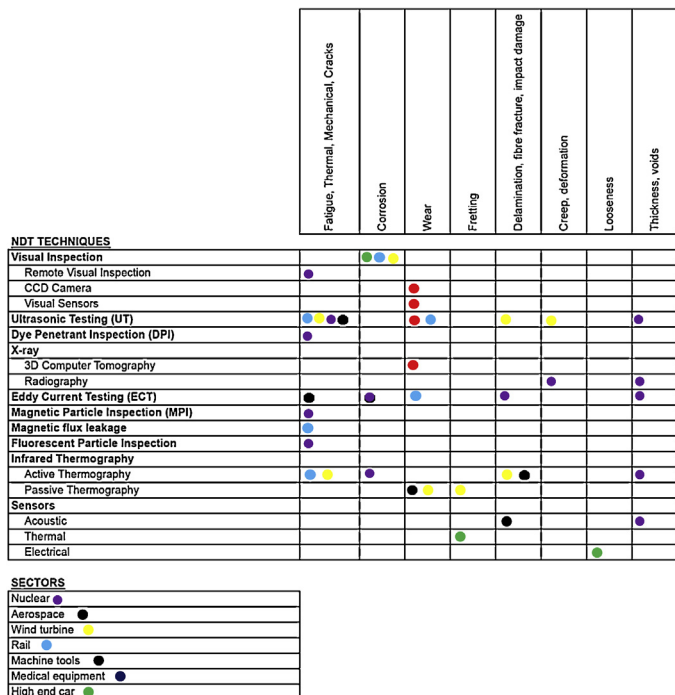 Fatigue, Thermal, Mechanical, Cracks
Corrosion
Wear
Fretting
Delamination, fibre fracture, impact damage
Creep, deformation
Looseness
Thickness, voids
NDT TECHNIQUES
Visual Inspection
Remote Visual Inspection
CCD Camera
Visual Sensors
Ultrasonic Testing (UT)
Dye Penetrant Inspection (DPI)
X-ray
3D Computer Tomography
Radiography
Eddy Current Testing (ECT)
Magnetic Particle Inspection (MPI)
Magnetic flux leakage
Fluorescent Particle Inspection
Infrared Thermography
Active Thermography
Passive Thermography
Sensors
Acoustic
Thermal
Electrical
SECTORS
Nuclear
Aerospace
Wind turbine
Rail
Machine tools
Medical equipment
High end car